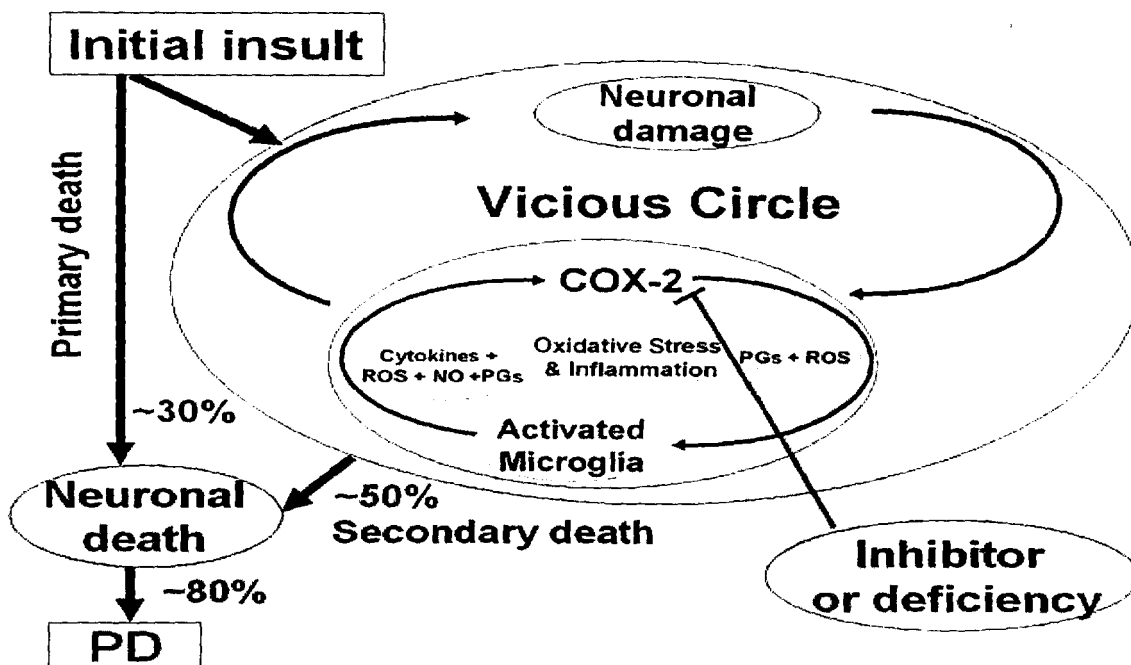 Initial insult
Neuronal
damage
Vicious Circle
Primary death
COX-2
Cytokines +
ROS + NO +PGs
Oxidative Stress
& Inflammation
PGs + ROS
Activated
Microglia
~30%
Neuronal
death
~50%
Secondary death
Inhibitor
or deficiency
~80%
PD